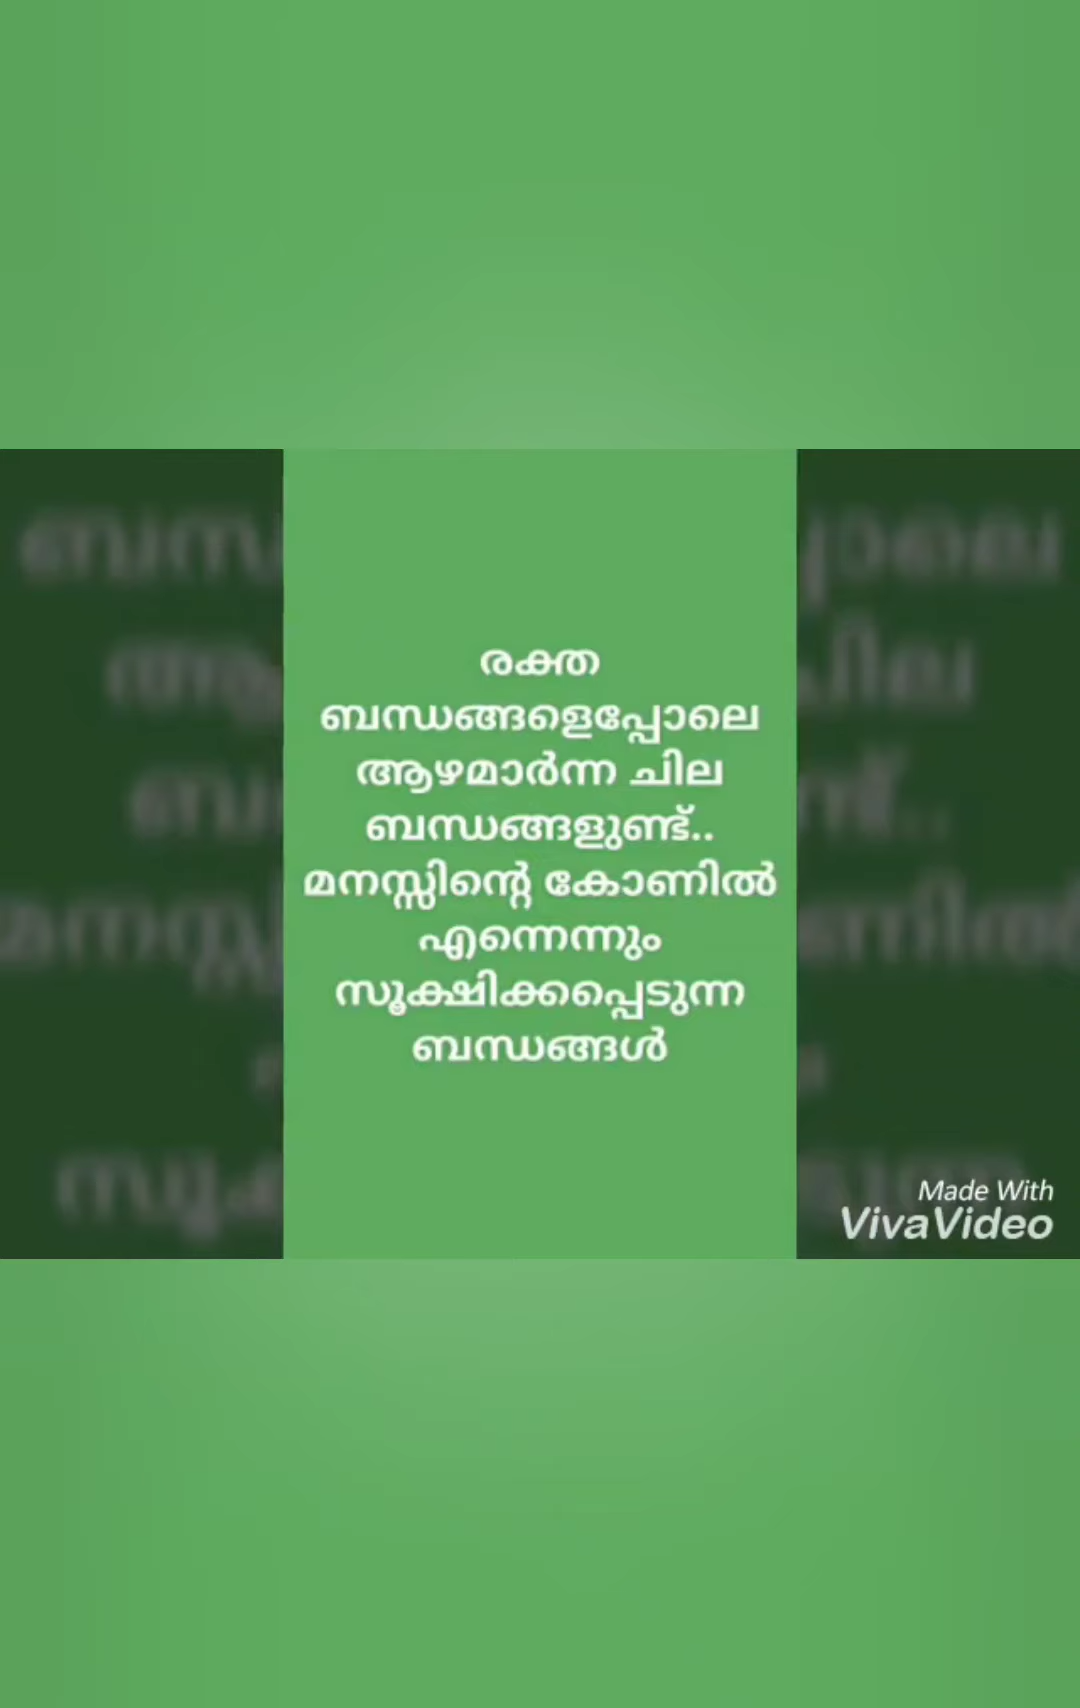 രക്ത
ബന്ധങ്ങളെപ്പോലെ
ആഴമാർന്ന ചില
ബന്ധങ്ങളുണ്ട്..
മനസ്സിന്റെ കോണിൽ
എന്നെന്നും
സൂക്ഷിക്കപ്പെടുന്ന
ബന്ധങ്ങൾ
Made With
VivaVideo